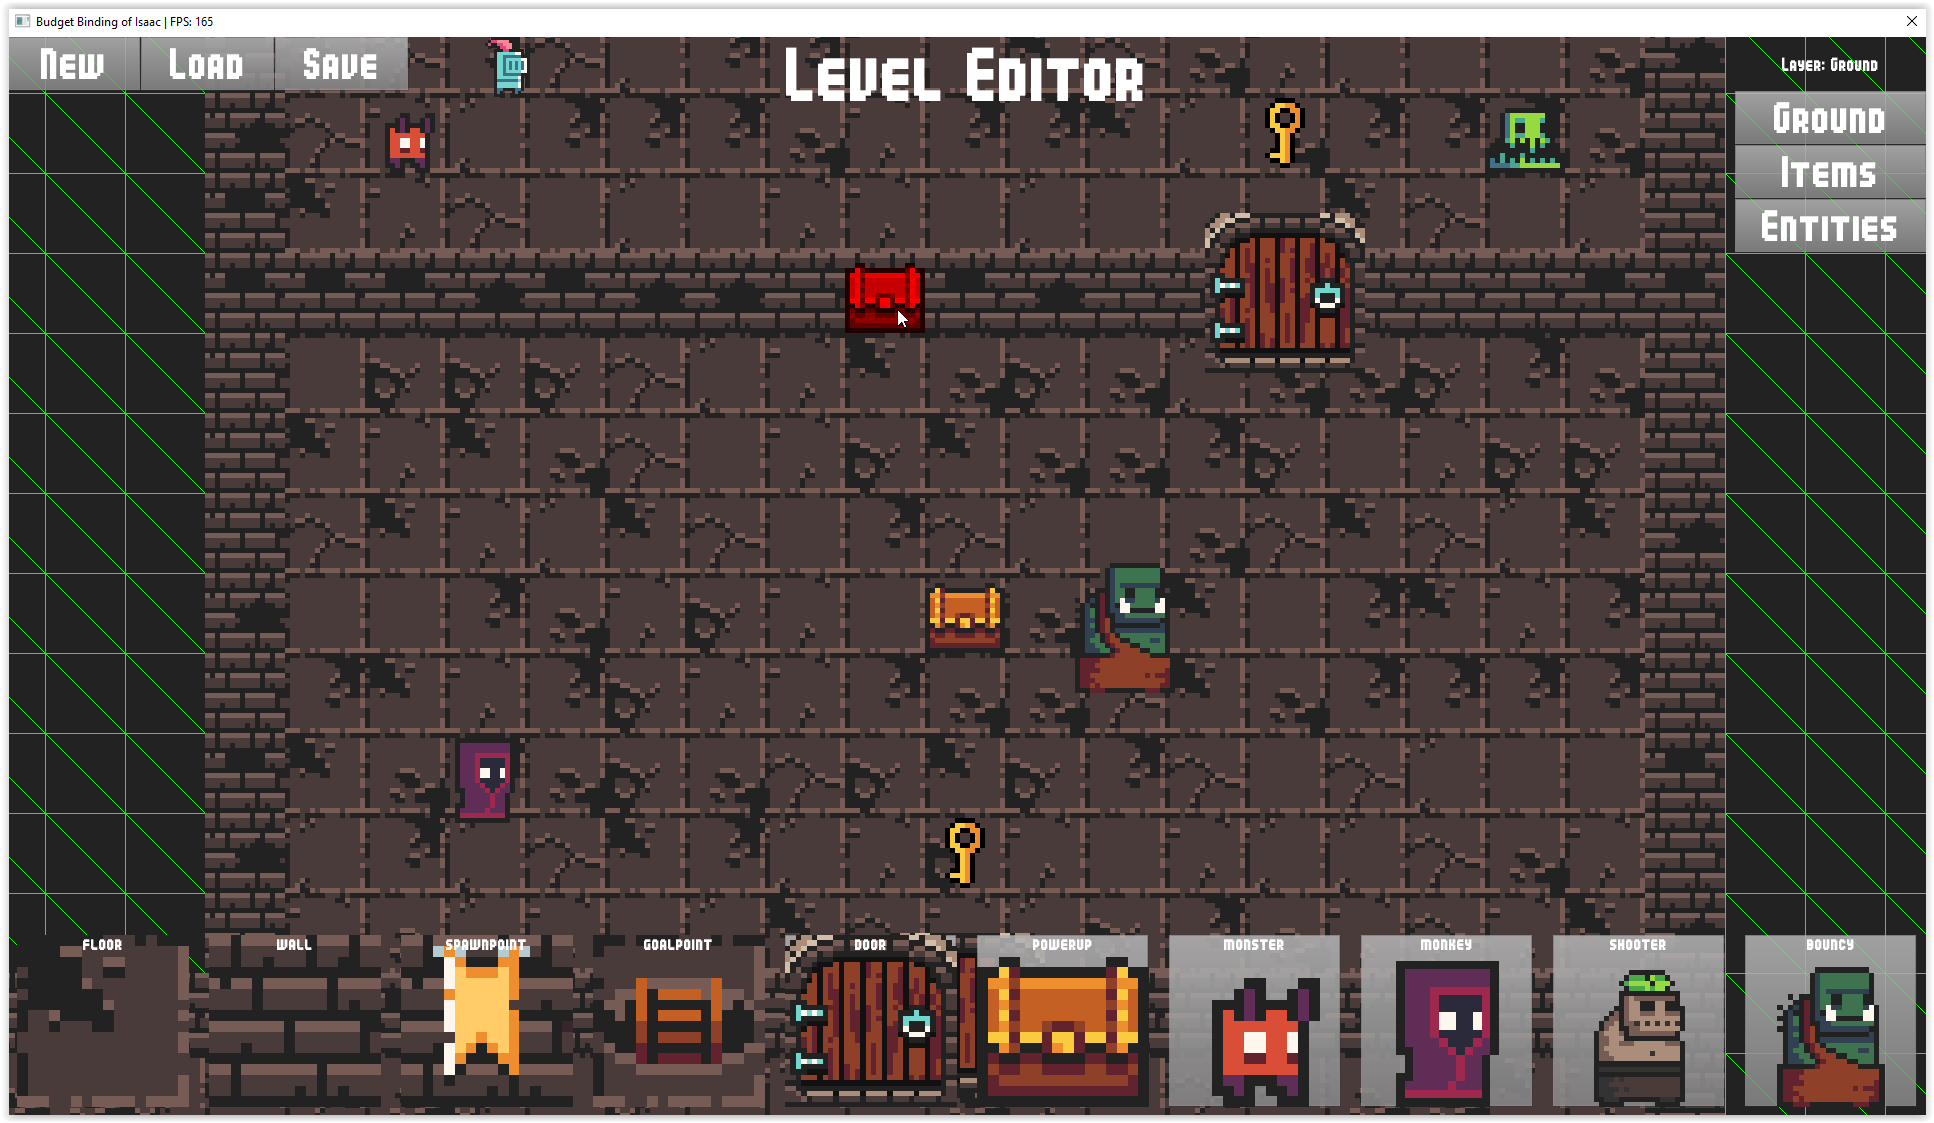 Budget Binding of Isaac | FPS: 165
New Load Save
Level Editor
Layer: Ground
Ground
Items
Entities
Floor Wall Spawnpoint Goalpoint Door Powerup Monster Monkey Shooter Bouncy